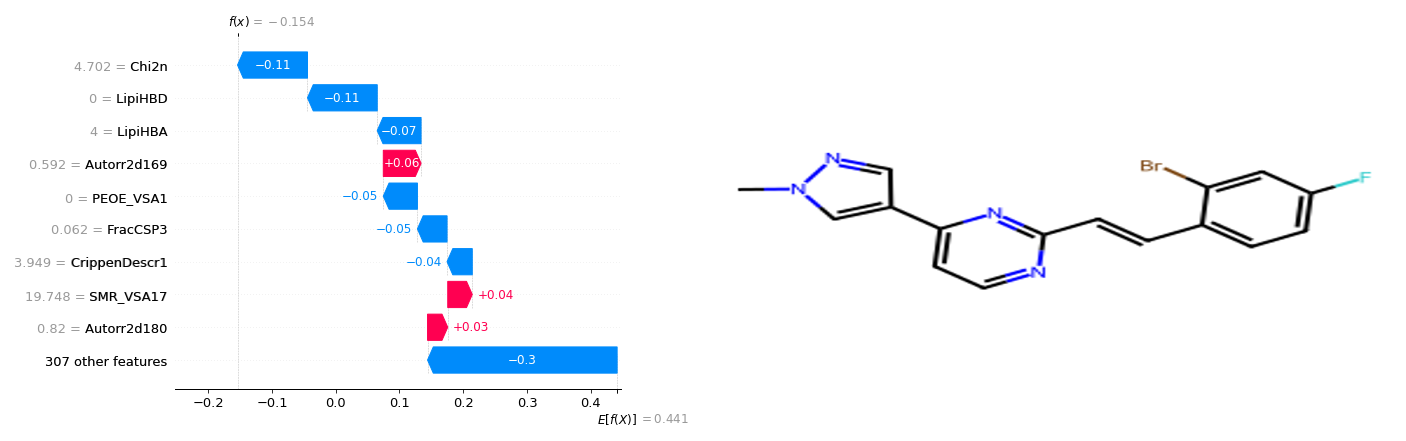 f(x) = −0.154
4.702 = Chi2n
−0.11
0 = LipiHBD
−0.11
4 = LipiHBA
−0.07
0.592 = Autorr2d169
+0.06
0 = PEOE_VSA1
−0.05
0.062 = FracCSP3
−0.05
3.949 = CrippenDescr1
−0.04
19.748 = SMR_VSA17
+0.04
0.82 = Autorr2d180
+0.03
307 other features
−0.3
−0.2 −0.1 0.0 0.1 0.2 0.3 0.4
E[f(X)] = 0.441
N
N
Br
F
N
N